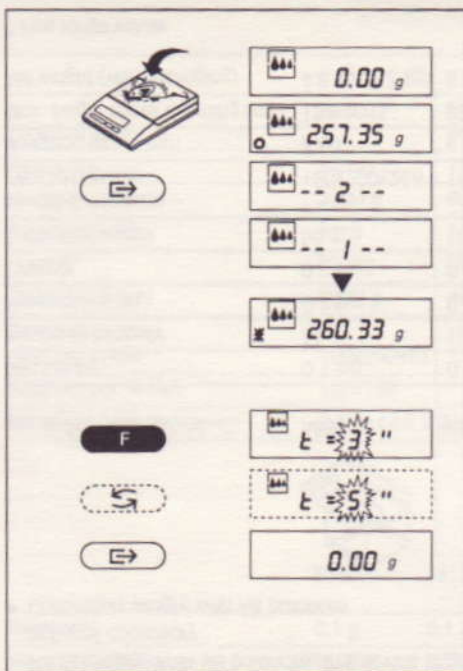 0.00 g
257.35 g
-- 2 --
-- 1 --
260.33 g
F
t = 3 "
t = 5 "
0.00 g